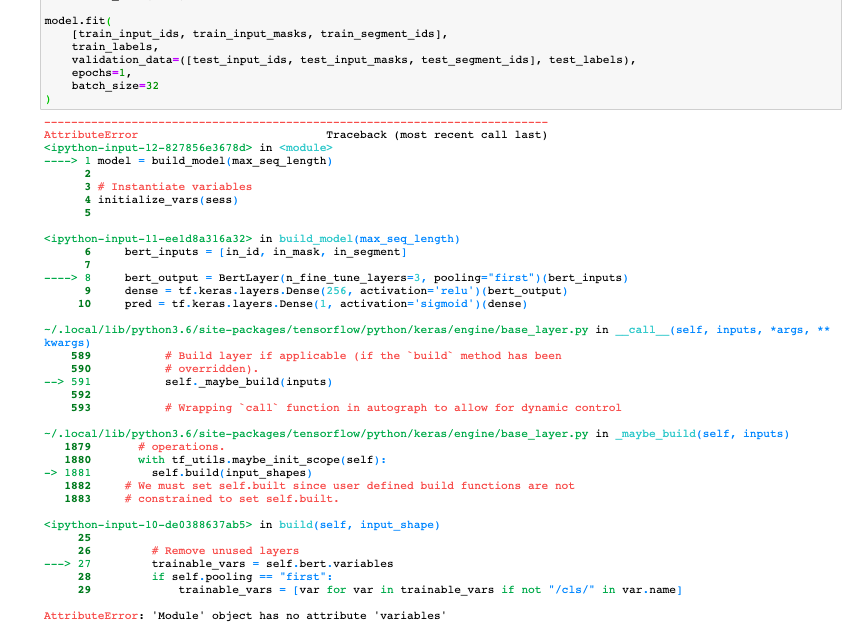 model.fit(
    [train_input_ids, train_input_masks, train_segment_ids],
    train_labels,
    validation_data=([test_input_ids, test_input_masks, test_segment_ids], test_labels),
    epochs=1,
    batch_size=32
)
---------------------------------------------------------------------------
AttributeError                            Traceback (most recent call last)
<ipython-input-12-827856e3678d> in <module>
----> 1 model = build_model(max_seq_length)
      2
      3 # Instantiate variables
      4 initialize_vars(sess)
      5
<ipython-input-11-ee1d8a316a32> in build_model(max_seq_length)
      6     bert_inputs = [in_id, in_mask, in_segment]
      7
----> 8     bert_output = BertLayer(n_fine_tune_layers=3, pooling="first")(bert_inputs)
      9     dense = tf.keras.layers.Dense(256, activation='relu')(bert_output)
     10     pred = tf.keras.layers.Dense(1, activation='sigmoid')(dense)
~/.local/lib/python3.6/site-packages/tensorflow/python/keras/engine/base_layer.py in __call__(self, inputs, *args, **
kwargs)
    589           # Build layer if applicable (if the `build` method has been
    590           # overridden).
--> 591           self._maybe_build(inputs)
    592
    593           # Wrapping `call` function in autograph to allow for dynamic control
~/.local/lib/python3.6/site-packages/tensorflow/python/keras/engine/base_layer.py in _maybe_build(self, inputs)
   1879       # operations.
   1880       with tf_utils.maybe_init_scope(self):
-> 1881         self.build(input_shapes)
   1882     # We must set self.built since user defined build functions are not
   1883     # constrained to set self.built.
<ipython-input-10-de0388637ab5> in build(self, input_shape)
     25
     26         # Remove unused layers
---> 27         trainable_vars = self.bert.variables
     28         if self.pooling == "first":
     29             trainable_vars = [var for var in trainable_vars if not "/cls/" in var.name]
AttributeError: 'Module' object has no attribute 'variables'